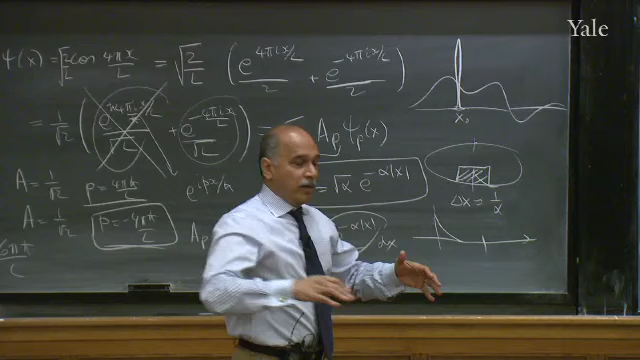 Yale
Ψ(x) = √(2/L) cos 4πx/L = √(2/L) ( e^(4πix/L)/2 + e^(-4πix/L)/2 )
= 1/√2 ( e^(4πix/L)/√L + e^(-4πix/L)/√L ) = A_p Ψ_p(x)
A = 1/√2 p = 4πħ/L
A = 1/√2 p = -4πħ/L
e^(ipx/ħ)
= √α e^(-α|x|)
A_p
-α|x| dx
x₀
Δx = 1/α
6πħ/L